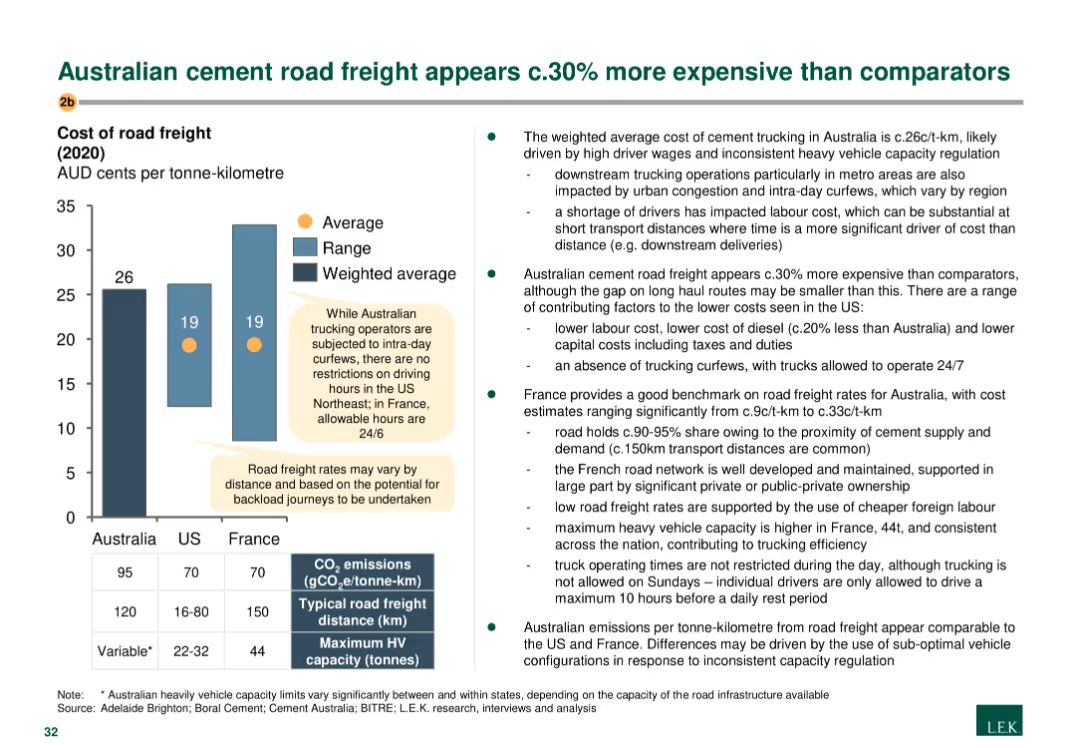 Australian cement road freight appears c.30% more expensive than comparators
2b
Cost of road freight
(2020)
AUD cents per tonne-kilometre
35
30
25
20
15
10
5
0
26
19
19
Average
Range
Weighted average
While Australian
trucking operators are
subjected to intra-day
curfews, there are no
restrictions on driving
hours in the US
Northeast; in France,
allowable hours are
24/6
Road freight rates may vary by
distance and based on the potential for
backload journeys to be undertaken
Australia US France
95 70 70 CO2 emissions
(gCO2e/tonne-km)
120 16-80 150 Typical road freight
distance (km)
Variable* 22-32 44 Maximum HV
capacity (tonnes)
● The weighted average cost of cement trucking in Australia is c.26c/t-km, likely
driven by high driver wages and inconsistent heavy vehicle capacity regulation
- downstream trucking operations particularly in metro areas are also
impacted by urban congestion and intra-day curfews, which vary by region
- a shortage of drivers has impacted labour cost, which can be substantial at
short transport distances where time is a more significant driver of cost than
distance (e.g. downstream deliveries)
● Australian cement road freight appears c.30% more expensive than comparators,
although the gap on long haul routes may be smaller than this. There are a range
of contributing factors to the lower costs seen in the US:
- lower labour cost, lower cost of diesel (c.20% less than Australia) and lower
capital costs including taxes and duties
- an absence of trucking curfews, with trucks allowed to operate 24/7
● France provides a good benchmark on road freight rates for Australia, with cost
estimates ranging significantly from c.9c/t-km to c.33c/t-km
- road holds c.90-95% share owing to the proximity of cement supply and
demand (c.150km transport distances are common)
- the French road network is well developed and maintained, supported in
large part by significant private or public-private ownership
- low road freight rates are supported by the use of cheaper foreign labour
- maximum heavy vehicle capacity is higher in France, 44t, and consistent
across the nation, contributing to trucking efficiency
- truck operating times are not restricted during the day, although trucking is
not allowed on Sundays – individual drivers are only allowed to drive a
maximum 10 hours before a daily rest period
● Australian emissions per tonne-kilometre from road freight appear comparable to
the US and France. Differences may be driven by the use of sub-optimal vehicle
configurations in response to inconsistent capacity regulation
Note: * Australian heavily vehicle capacity limits vary significantly between and within states, depending on the capacity of the road infrastructure available
Source: Adelaide Brighton; Boral Cement; Cement Australia; BITRE; L.E.K. research, interviews and analysis
32
L.E.K.